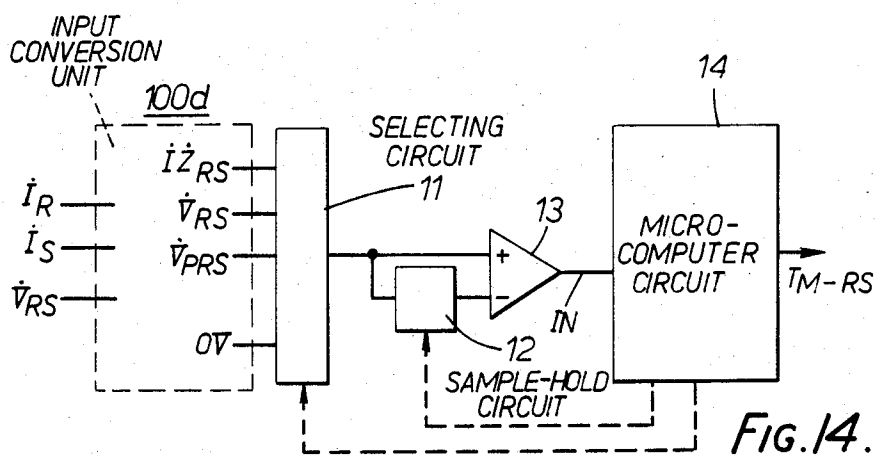 INPUT
CONVERSION
UNIT
100d
İ_R
İ_S
V̇_RS
İŻ_RS
V̇_RS
V̇_PRS
0V
SELECTING
CIRCUIT
11
12
SAMPLE-HOLD
CIRCUIT
13
+
−
IN
14
MICRO-
COMPUTER
CIRCUIT
T_M-RS
FIG.14.